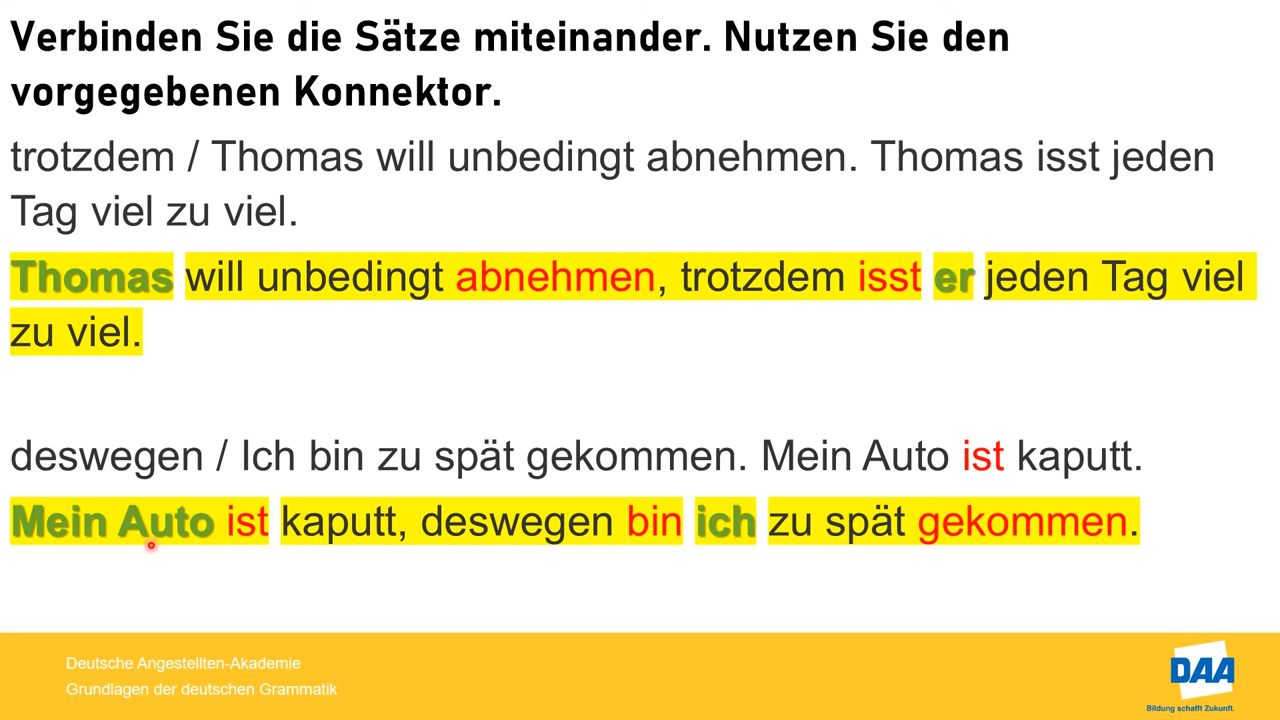 Verbinden Sie die Sätze miteinander. Nutzen Sie den
vorgegebenen Konnektor.
trotzdem / Thomas will unbedingt abnehmen. Thomas isst jeden
Tag viel zu viel.
Thomas will unbedingt abnehmen, trotzdem isst er jeden Tag viel
zu viel.
deswegen / Ich bin zu spät gekommen. Mein Auto ist kaputt.
Mein Auto ist kaputt, deswegen bin ich zu spät gekommen.
Deutsche Angestellten-Akademie
Grundlagen der deutschen Grammatik
DAA
Bildung schafft Zukunft.